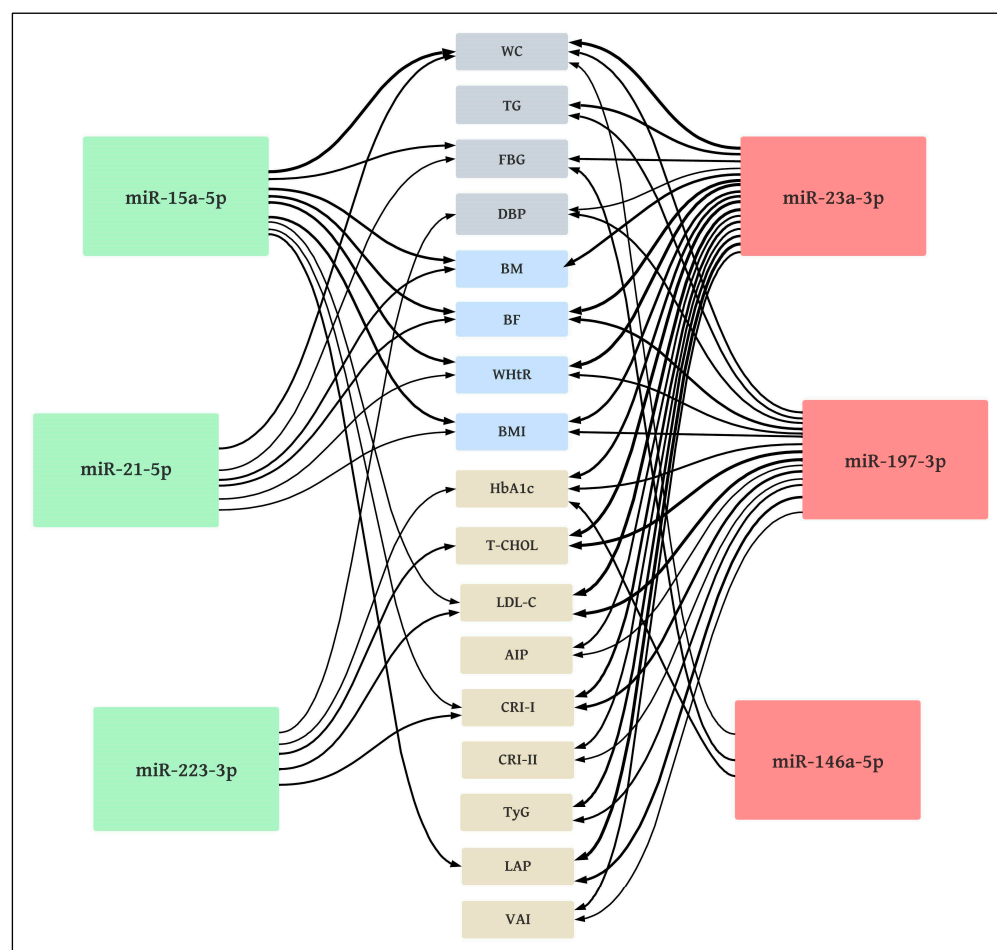 WC
TG
FBG
DBP
BM
BF
WHtR
BMI
HbA1c
T-CHOL
LDL-C
AIP
CRI-I
CRI-II
TyG
LAP
VAI
miR-15a-5p
miR-21-5p
miR-223-3p
miR-23a-3p
miR-197-3p
miR-146a-5p